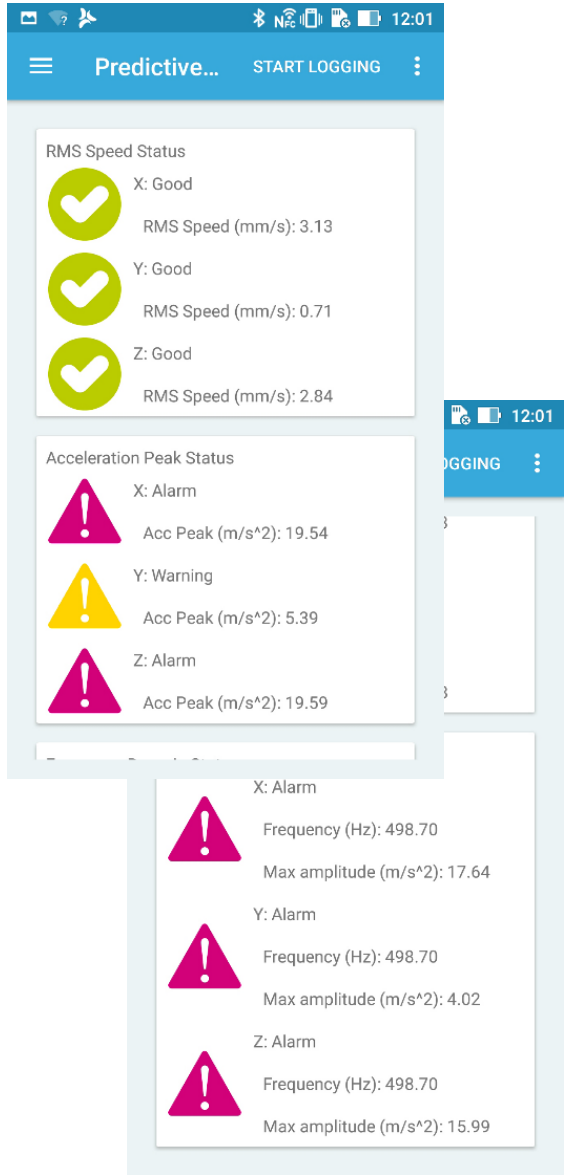 12:01
Predictive... START LOGGING
RMS Speed Status
X: Good
RMS Speed (mm/s): 3.13
Y: Good
RMS Speed (mm/s): 0.71
Z: Good
RMS Speed (mm/s): 2.84
Acceleration Peak Status
X: Alarm
Acc Peak (m/s^2): 19.54
Y: Warning
Acc Peak (m/s^2): 5.39
Z: Alarm
Acc Peak (m/s^2): 19.59
12:01
OGGING
X: Alarm
Frequency (Hz): 498.70
Max amplitude (m/s^2): 17.64
Y: Alarm
Frequency (Hz): 498.70
Max amplitude (m/s^2): 4.02
Z: Alarm
Frequency (Hz): 498.70
Max amplitude (m/s^2): 15.99